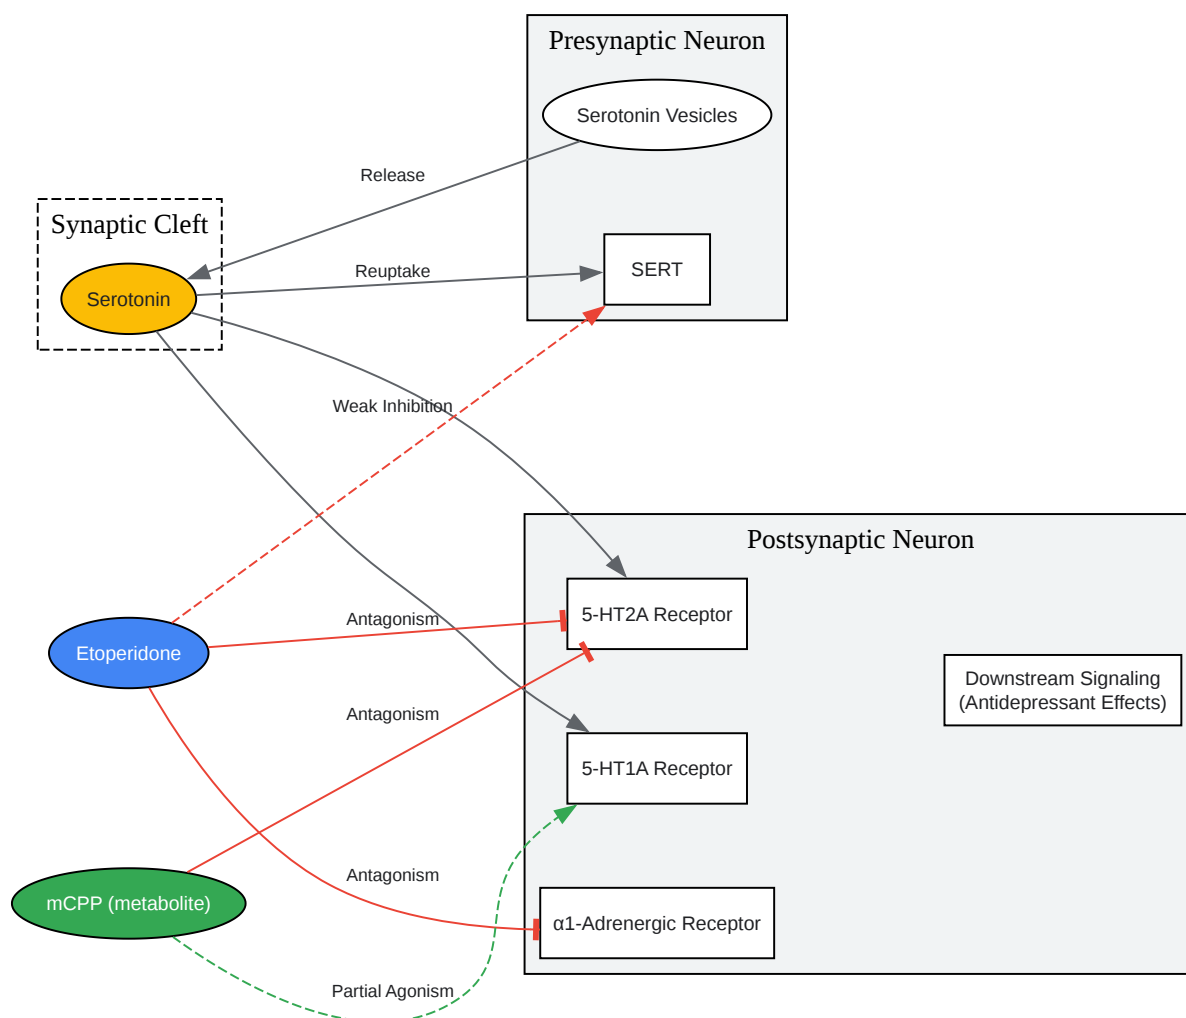 Presynaptic Neuron
Serotonin Vesicles
Release
Synaptic Cleft
Reuptake
SERT
Serotonin
Weak Inhibition
Postsynaptic Neuron
5-HT2A Receptor
Antagonism
Etoperidone
Downstream Signaling
(Antidepressant Effects)
Antagonism
5-HT1A Receptor
Antagonism
mCPP (metabolite)
α1-Adrenergic Receptor
Partial Agonism